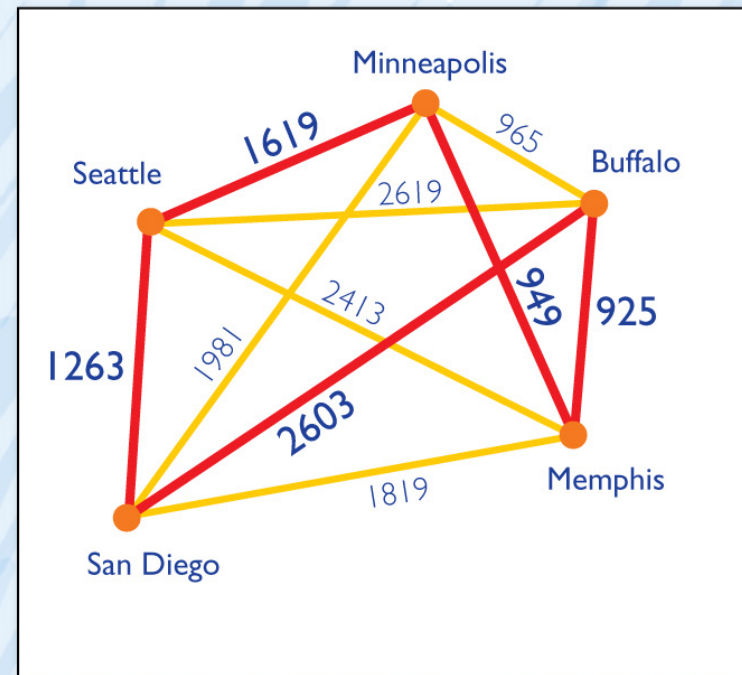 Minneapolis
1619
965
Seattle
Buffalo
2619
2413
949
925
1981
1263
2603
1819
Memphis
San Diego